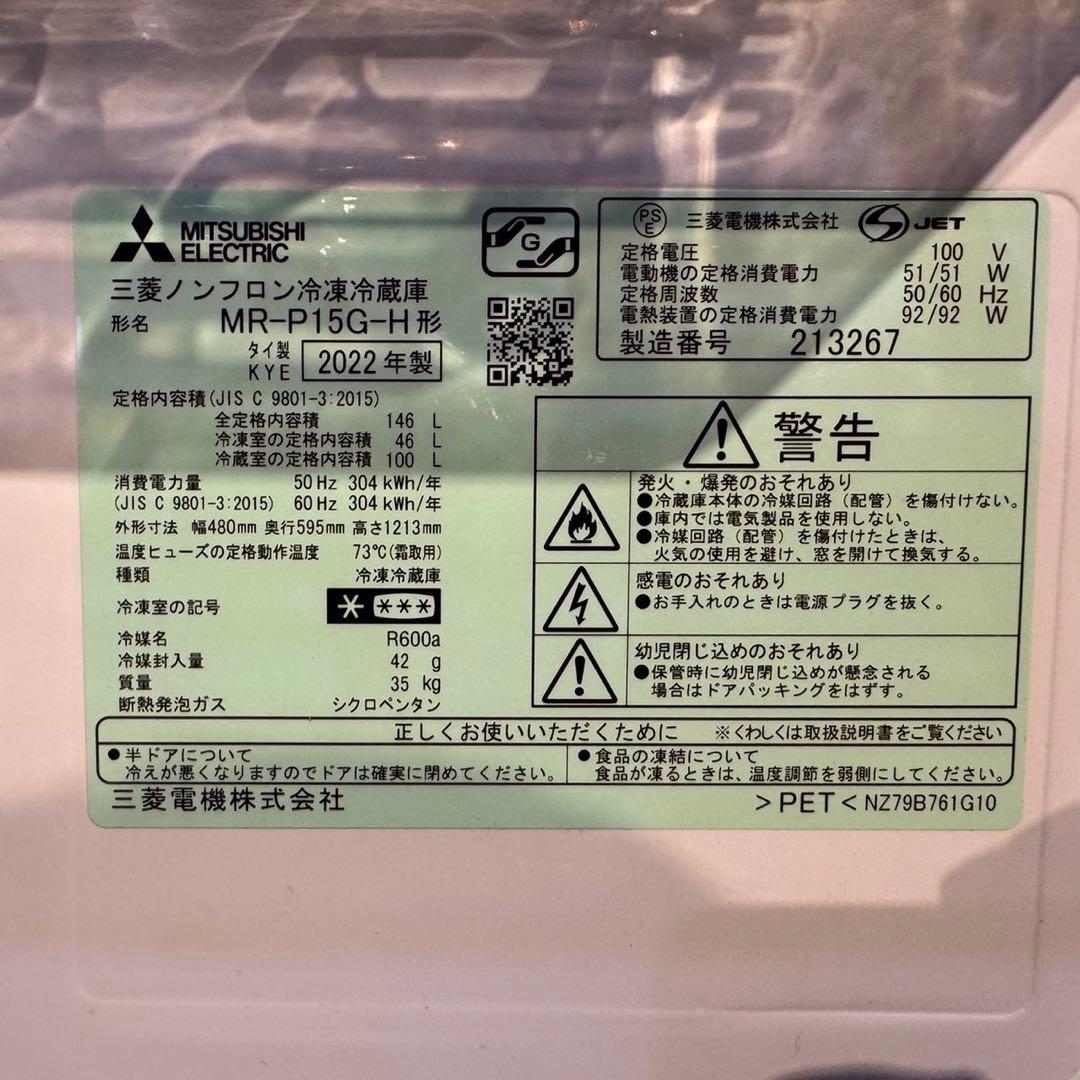 MITSUBISHI
ELECTRIC
G
三菱ノンフロン冷凍冷蔵庫
形名 MR-P15G-H形
タイ製
KYE 2022年製
定格内容積(JIS C 9801-3:2015)
全定格内容積 146 L
冷凍室の定格内容積 46 L
冷蔵室の定格内容積 100 L
消費電力量 50 Hz 304 kWh/年
(JIS C 9801-3:2015) 60 Hz 304 kWh/年
外形寸法 幅480mm 奥行595mm 高さ1213mm
温度ヒューズの定格動作温度 73℃(霜取用)
種類 冷凍冷蔵庫
冷凍室の記号 * ***
冷媒名 R600a
冷媒封入量 42 g
質量 35 kg
断熱発泡ガス シクロペンタン
PSE 三菱電機株式会社 JET
定格電圧 100 V
電動機の定格消費電力 51/51 W
定格周波数 50/60 Hz
電熱装置の定格消費電力 92/92 W
製造番号 213267
警告
発火・爆発のおそれあり
●冷蔵庫本体の冷媒回路(配管)を傷付けない。
●庫内では電気製品を使用しない。
●冷媒回路(配管)を傷付けたときは、
火気の使用を避け、窓を開けて換気する。
感電のおそれあり
●お手入れのときは電源プラグを抜く。
幼児閉じ込めのおそれあり
●保管時に幼児閉じ込めが懸念される
場合はドアパッキングをはずす。
正しくお使いいただくために ※くわしくは取扱説明書をご覧ください
●半ドアについて
冷えが悪くなりますのでドアは確実に閉めてください。
●食品の凍結について
食品が凍るときは、温度調節を弱側にしてください。
三菱電機株式会社
>PET< NZ79B761G10